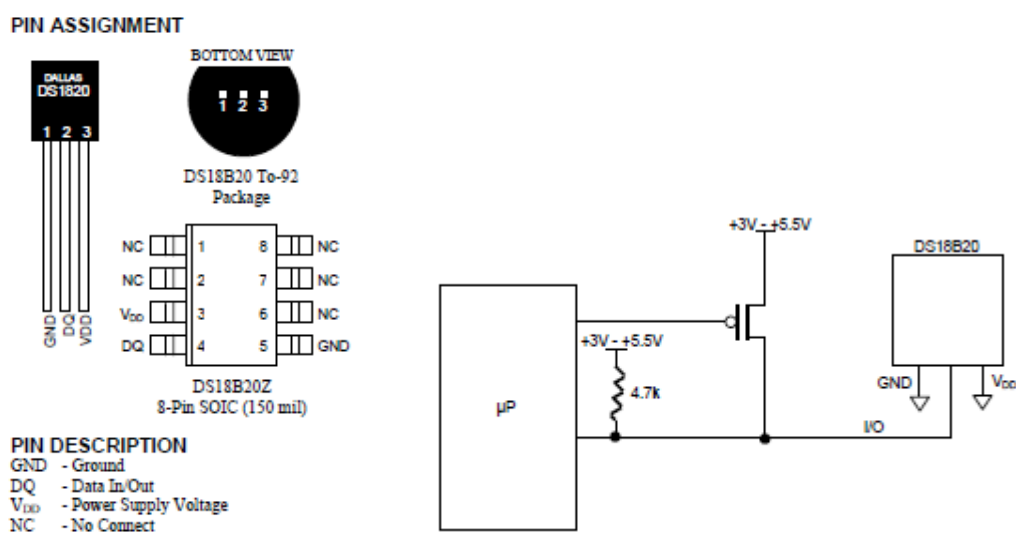 PIN ASSIGNMENT
BOTTOM VIEW
DALLAS
DS1820
1 2 3
1 2 3
GND
DQ
VDD
DS18B20 To-92
Package
NC 1 8 NC
NC 2 7 NC
VDD 3 6 NC
DQ 4 5 GND
DS18B20Z
8-Pin SOIC (150 mil)
PIN DESCRIPTION
GND - Ground
DQ - Data In/Out
VDD - Power Supply Voltage
NC - No Connect
+3V - +5.5V
DS18B20
+3V - +5.5V
4.7k
GND
VDD
μP
I/O